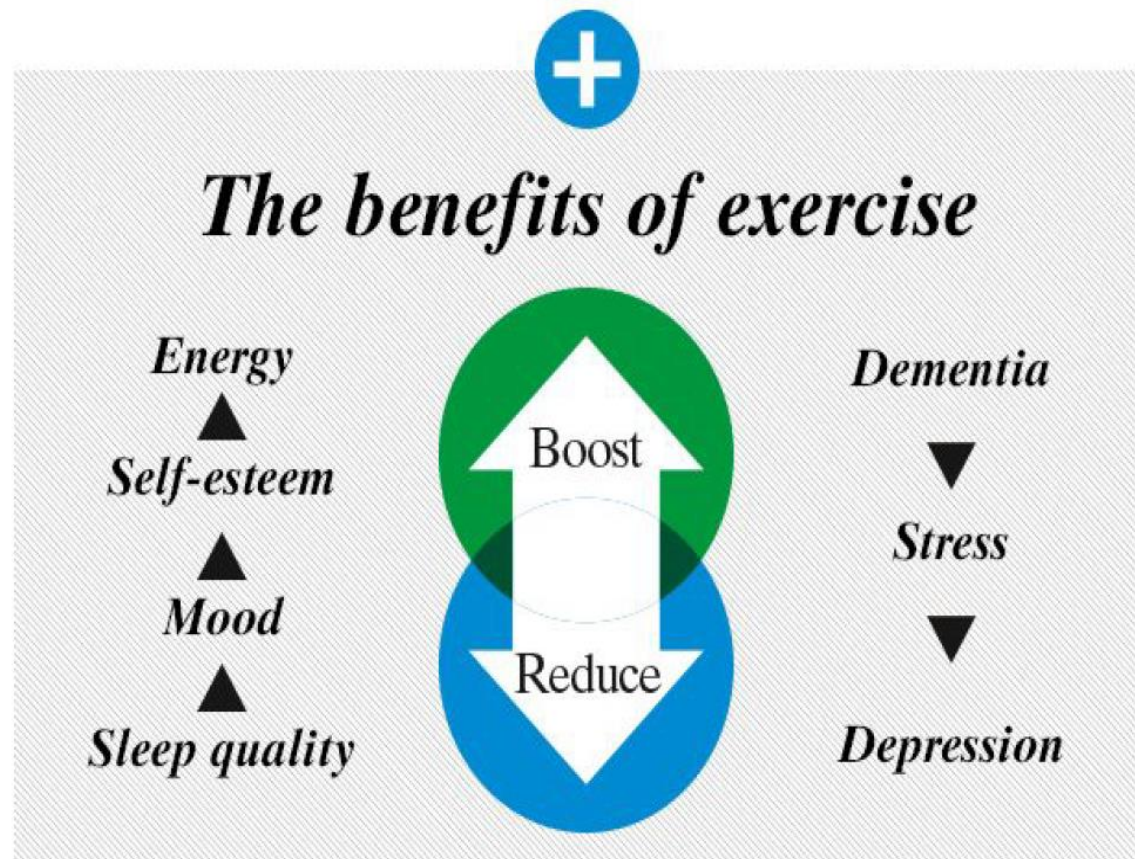 The benefits of exercise
Energy
Self-esteem
Mood
Sleep quality
Boost
Reduce
Dementia
Stress
Depression